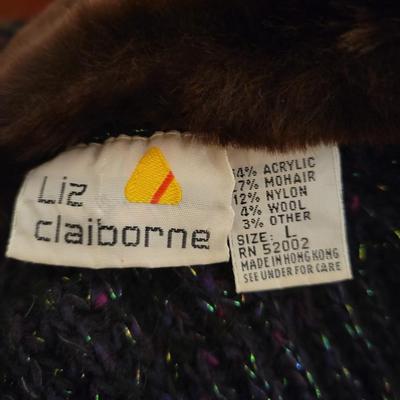 Liz
claiborne
4% ACRYLIC
7% MOHAIR
12% NYLON
4% WOOL
3% OTHER
SIZE: L
RN 52002
MADE IN HONG KONG
SEE UNDER FOR CARE